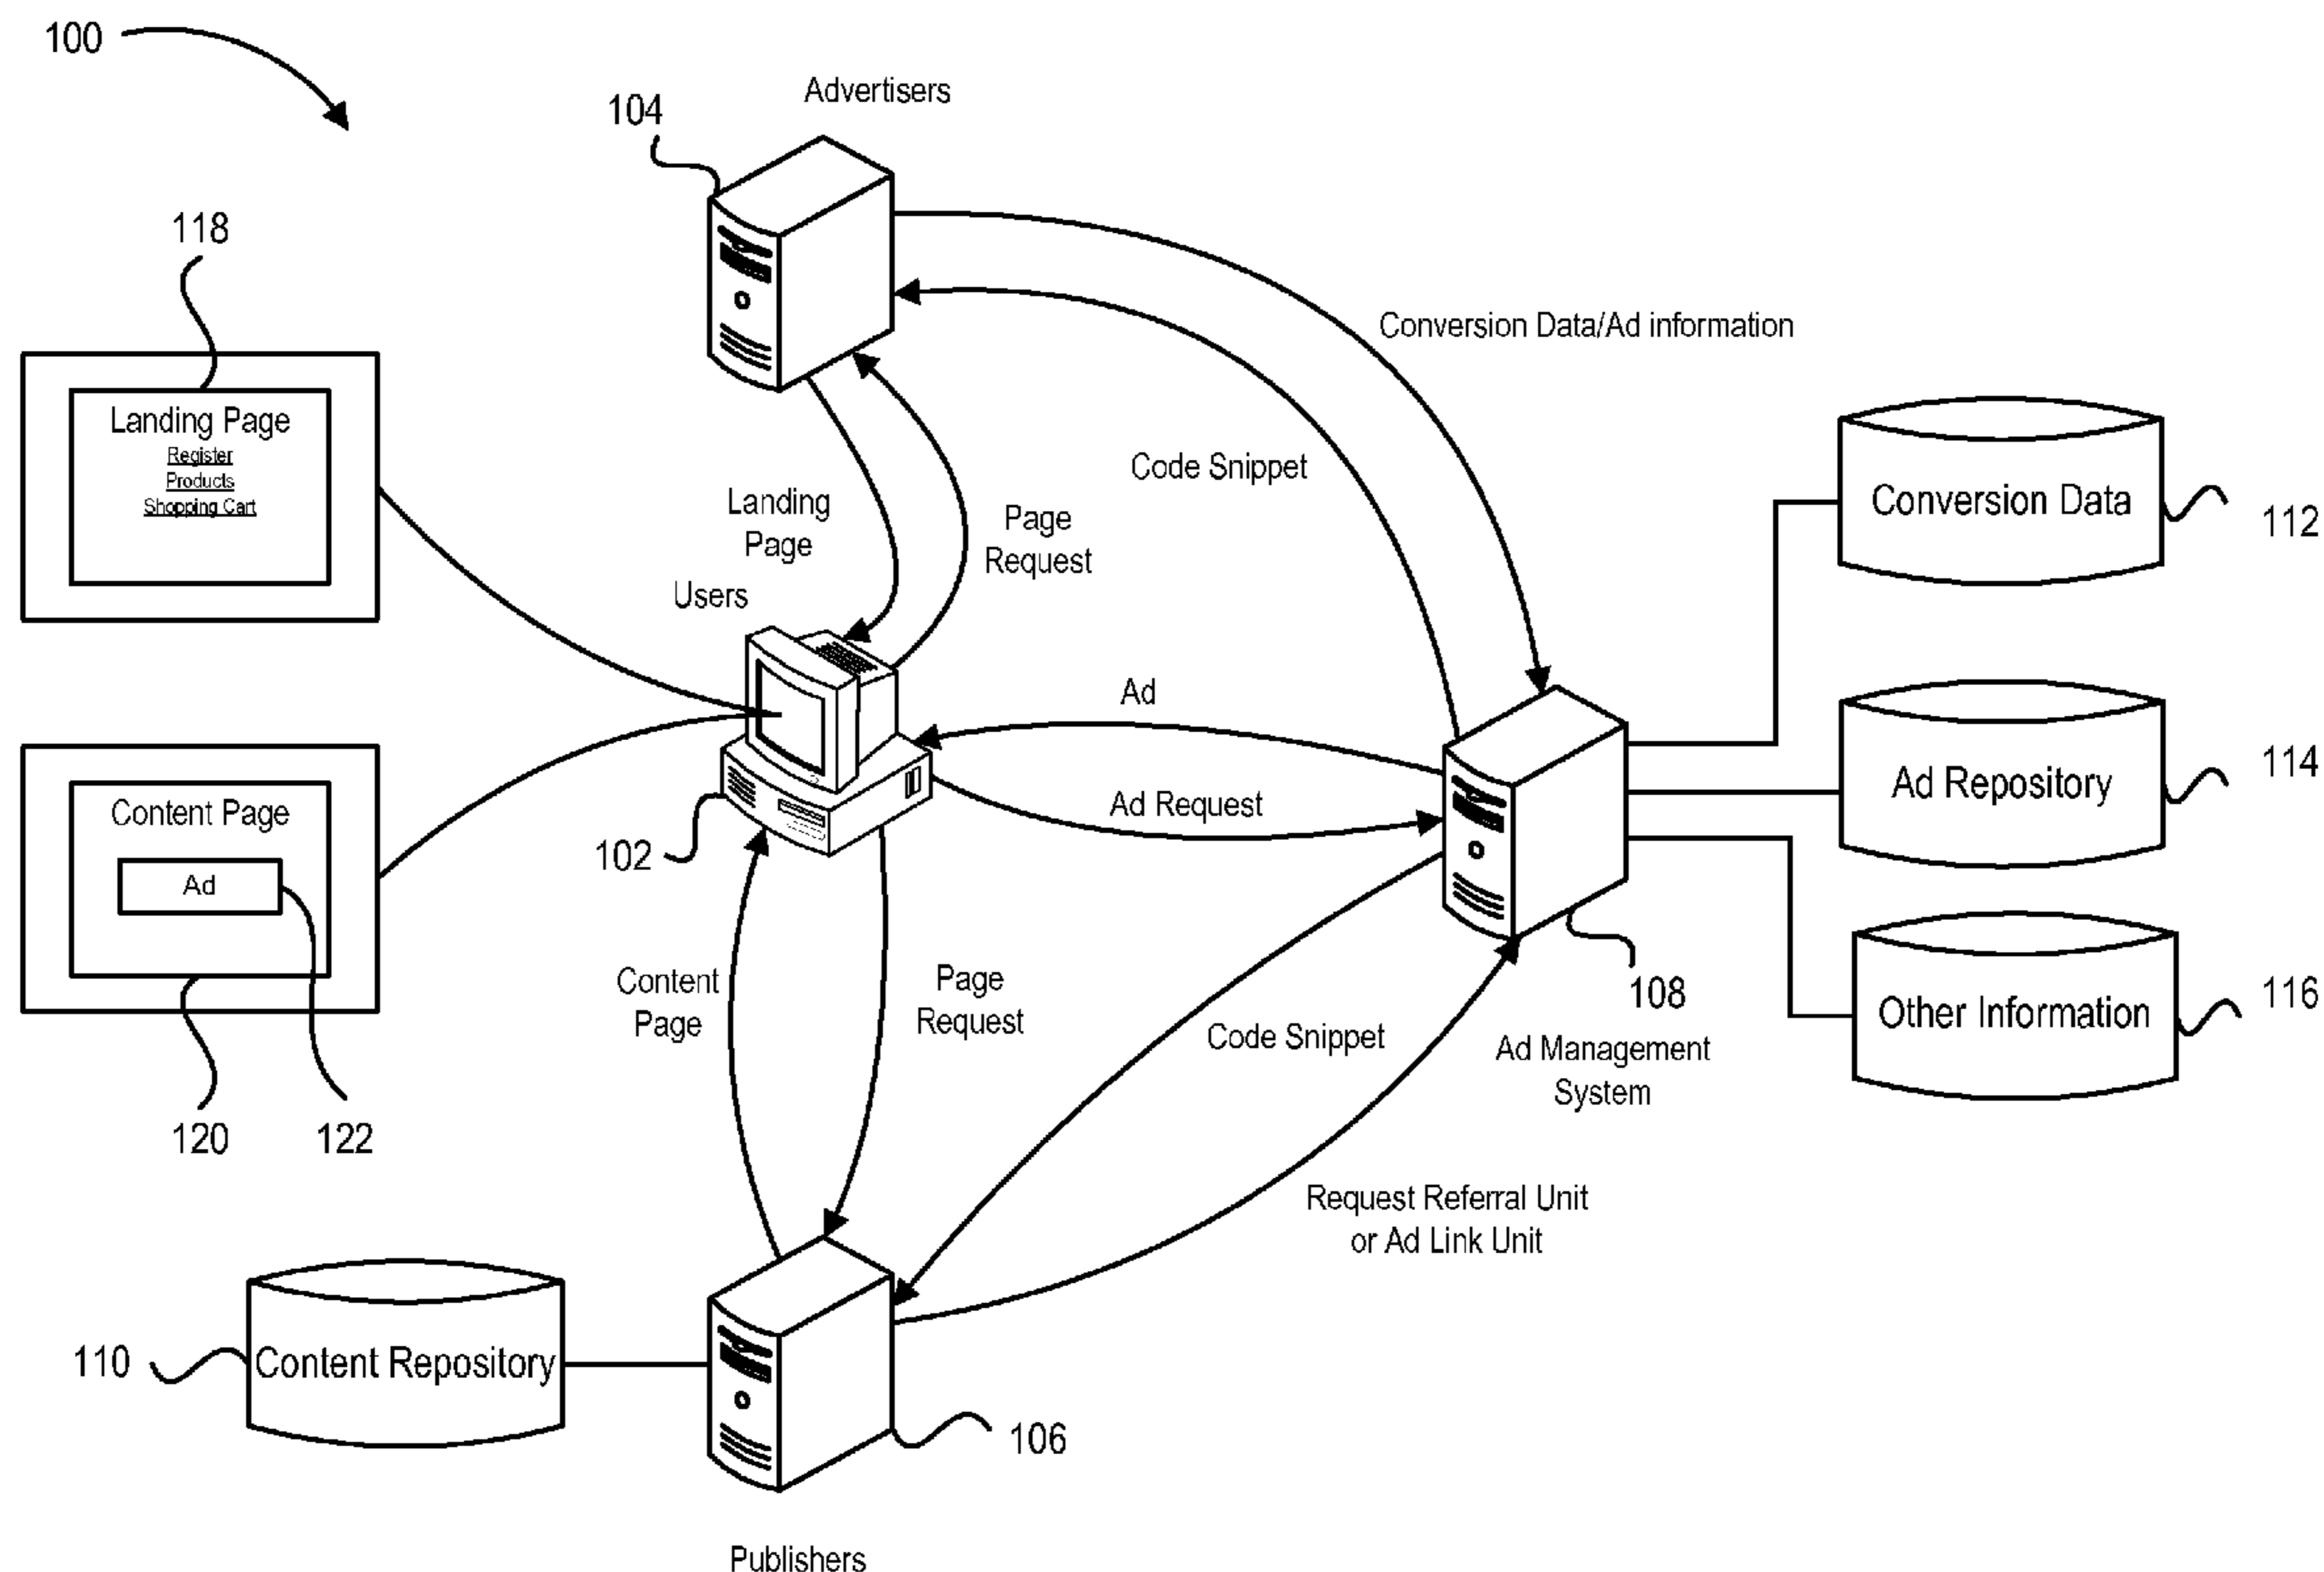 100
Advertisers
104
118
Landing Page
Register
Products
Shopping Cart
Conversion Data/Ad information
Code Snippet
Landing
Page
Page
Request
Users
Conversion Data
112
Ad
Ad Request
Ad Repository
114
Content Page
Ad
102
Content
Page
Page
Request
Code Snippet
108
Ad Management
System
Other Information
116
120
122
Request Referral Unit
or Ad Link Unit
110
Content Repository
106
Publishers